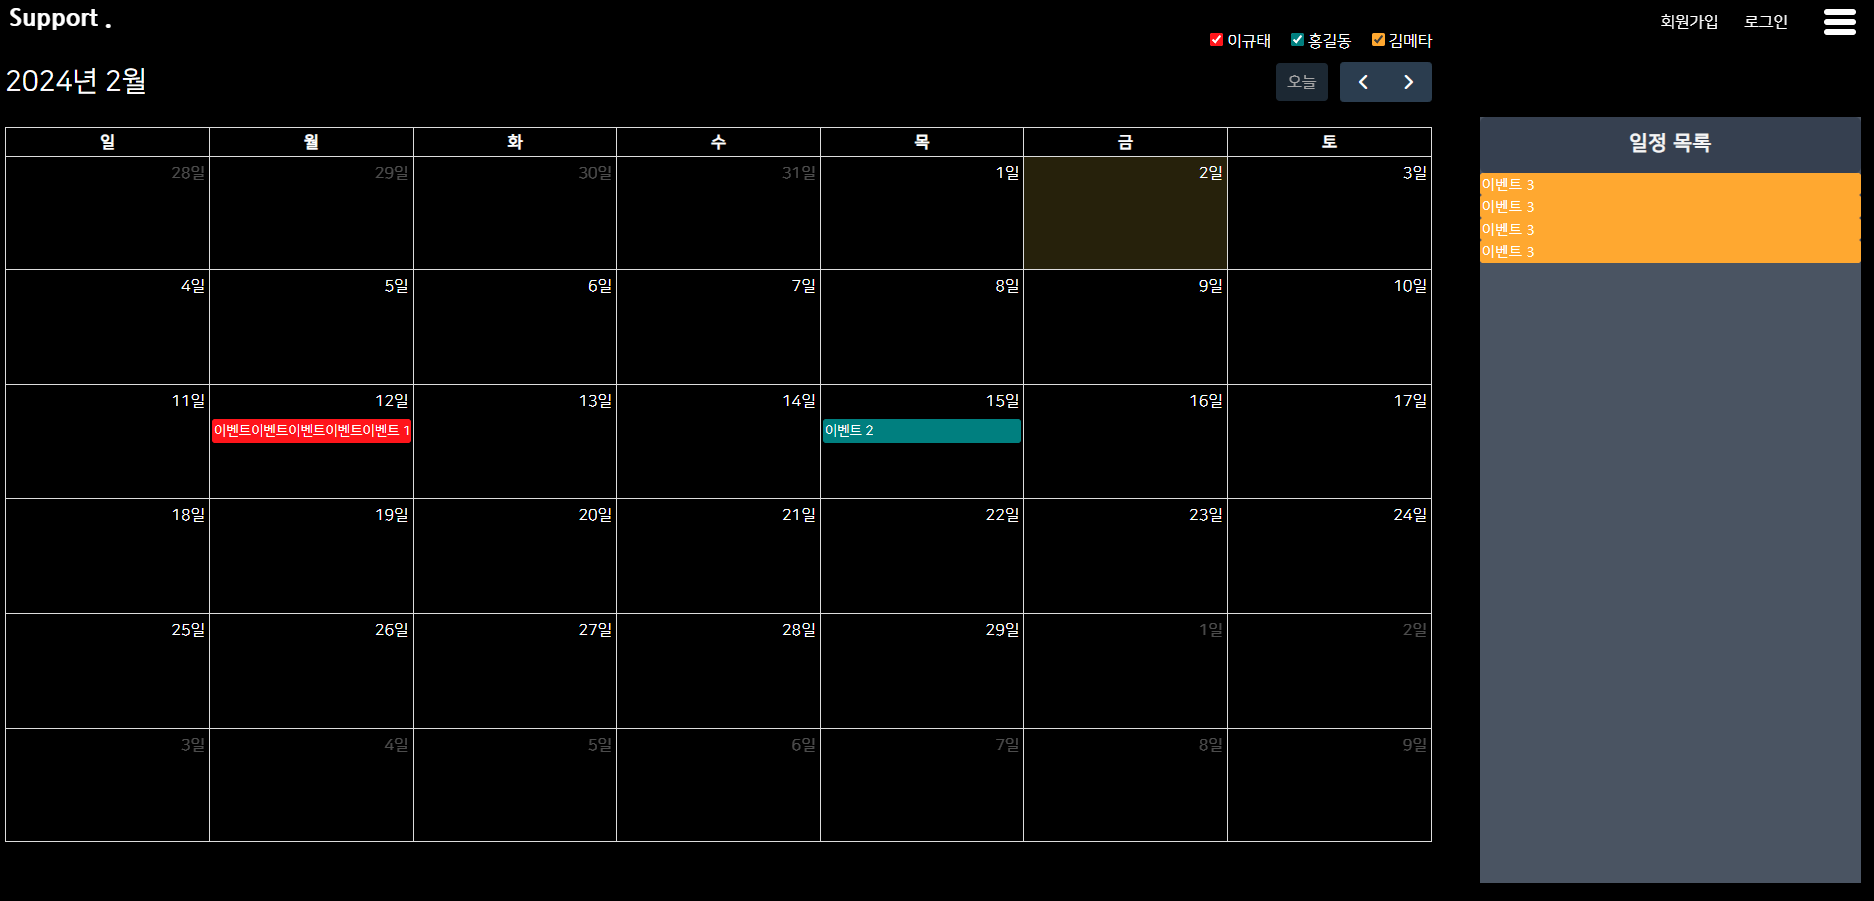 Support .
회원가입 로그인
이규태 홍길동 김메타
2024년 2월
오늘
일 월 화 수 목 금 토
28일 29일 30일 31일 1일 2일 3일
4일 5일 6일 7일 8일 9일 10일
11일 12일 13일 14일 15일 16일 17일
이벤트이벤트이벤트이벤트이벤트 1 이벤트 2
18일 19일 20일 21일 22일 23일 24일
25일 26일 27일 28일 29일 1일 2일
3일 4일 5일 6일 7일 8일 9일
일정 목록
이벤트 3
이벤트 3
이벤트 3
이벤트 3